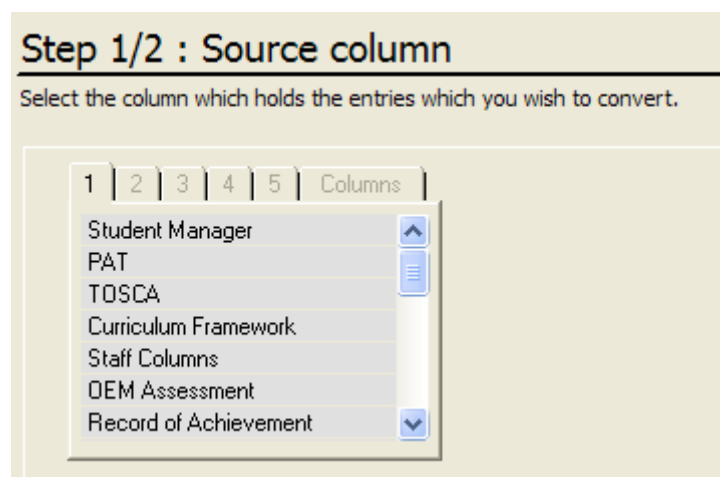 Step 1/2 : Source column
Select the column which holds the entries which you wish to convert.
1 2 3 4 5 Columns
Student Manager
PAT
TOSCA
Curriculum Framework
Staff Columns
OEM Assessment
Record of Achievement